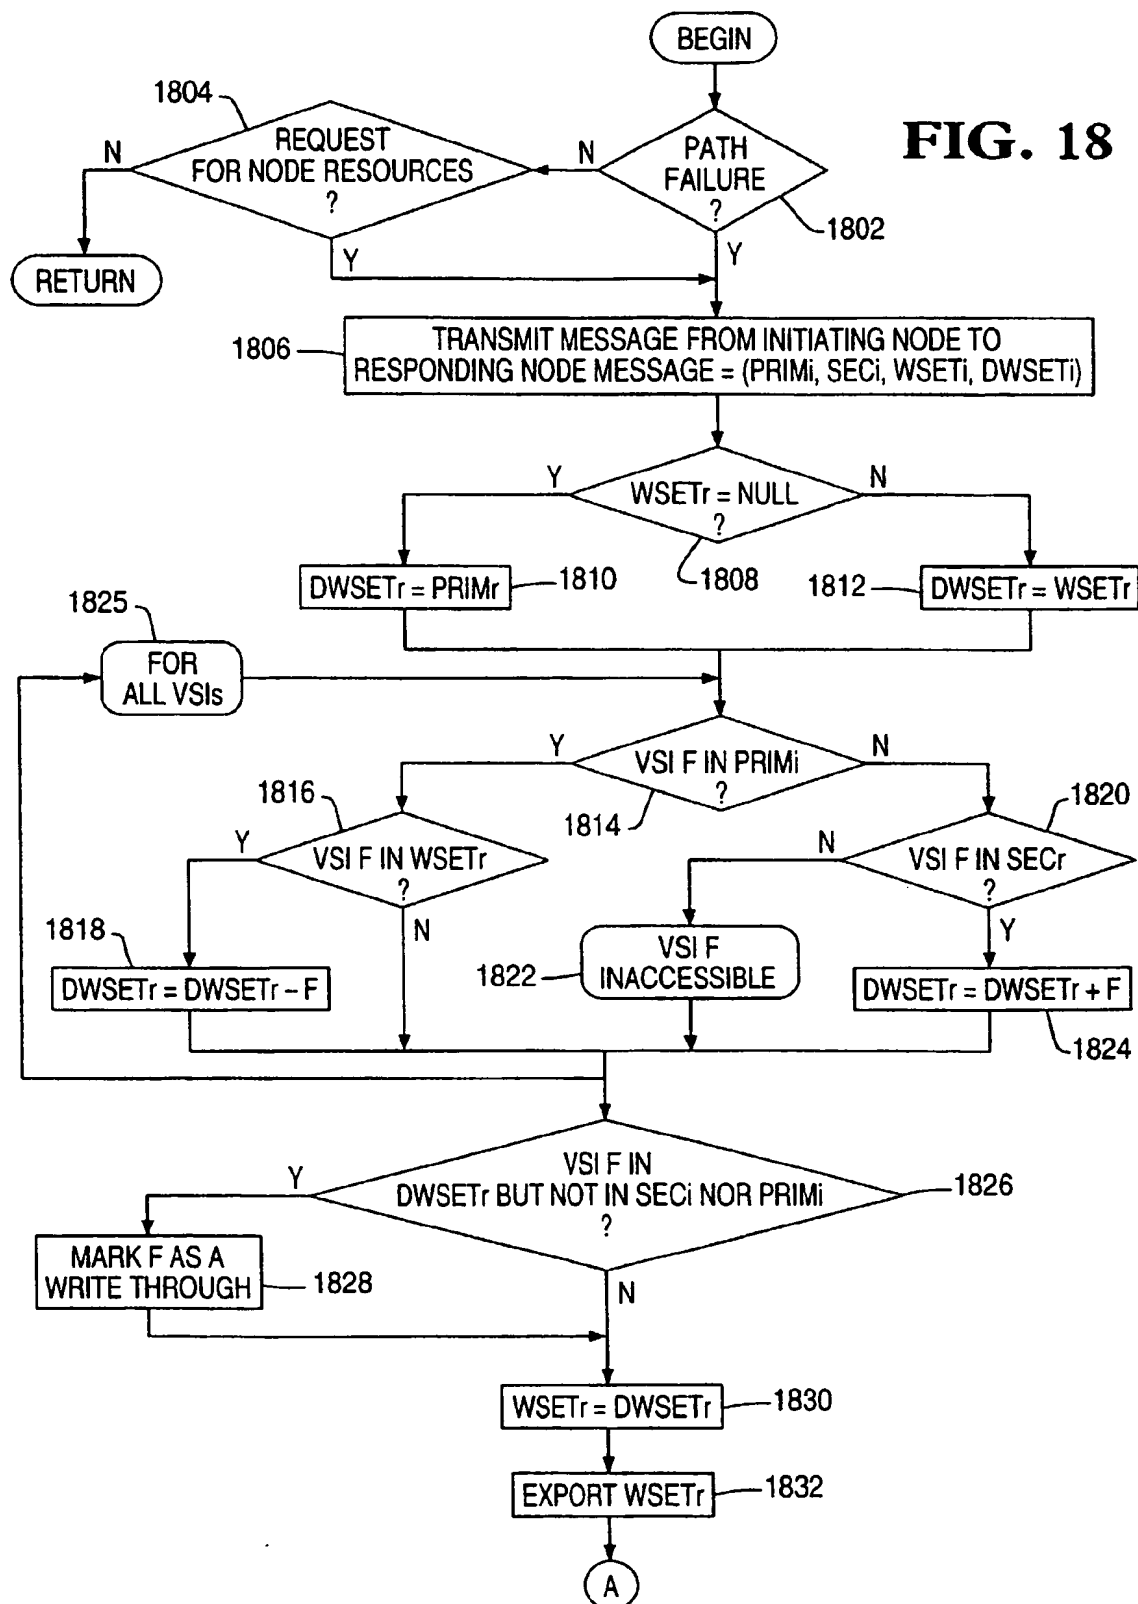 BEGIN
FIG. 18
1804
REQUEST
FOR NODE RESOURCES
?
N
Y
PATH
FAILURE
?
N
Y
1802
RETURN
1806
TRANSMIT MESSAGE FROM INITIATING NODE TO
RESPONDING NODE MESSAGE = (PRIMi, SECi, WSETi, DWSETi)
Y
WSETr = NULL
?
N
1808
DWSETr = PRIMr
1810
1812
DWSETr = WSETr
1825
FOR
ALL VSIs
Y
VSI F IN PRIMi
?
N
1814
1816
Y
VSI F IN WSETr
?
N
1820
N
VSI F IN SECr
?
Y
1818
DWSETr = DWSETr – F
1822
VSI F
INACCESSIBLE
DWSETr = DWSETr + F
1824
Y
VSI F IN
DWSETr BUT NOT IN SECi NOR PRIMi
?
1826
N
MARK F AS A
WRITE THROUGH
1828
WSETr = DWSETr
1830
EXPORT WSETr
1832
A